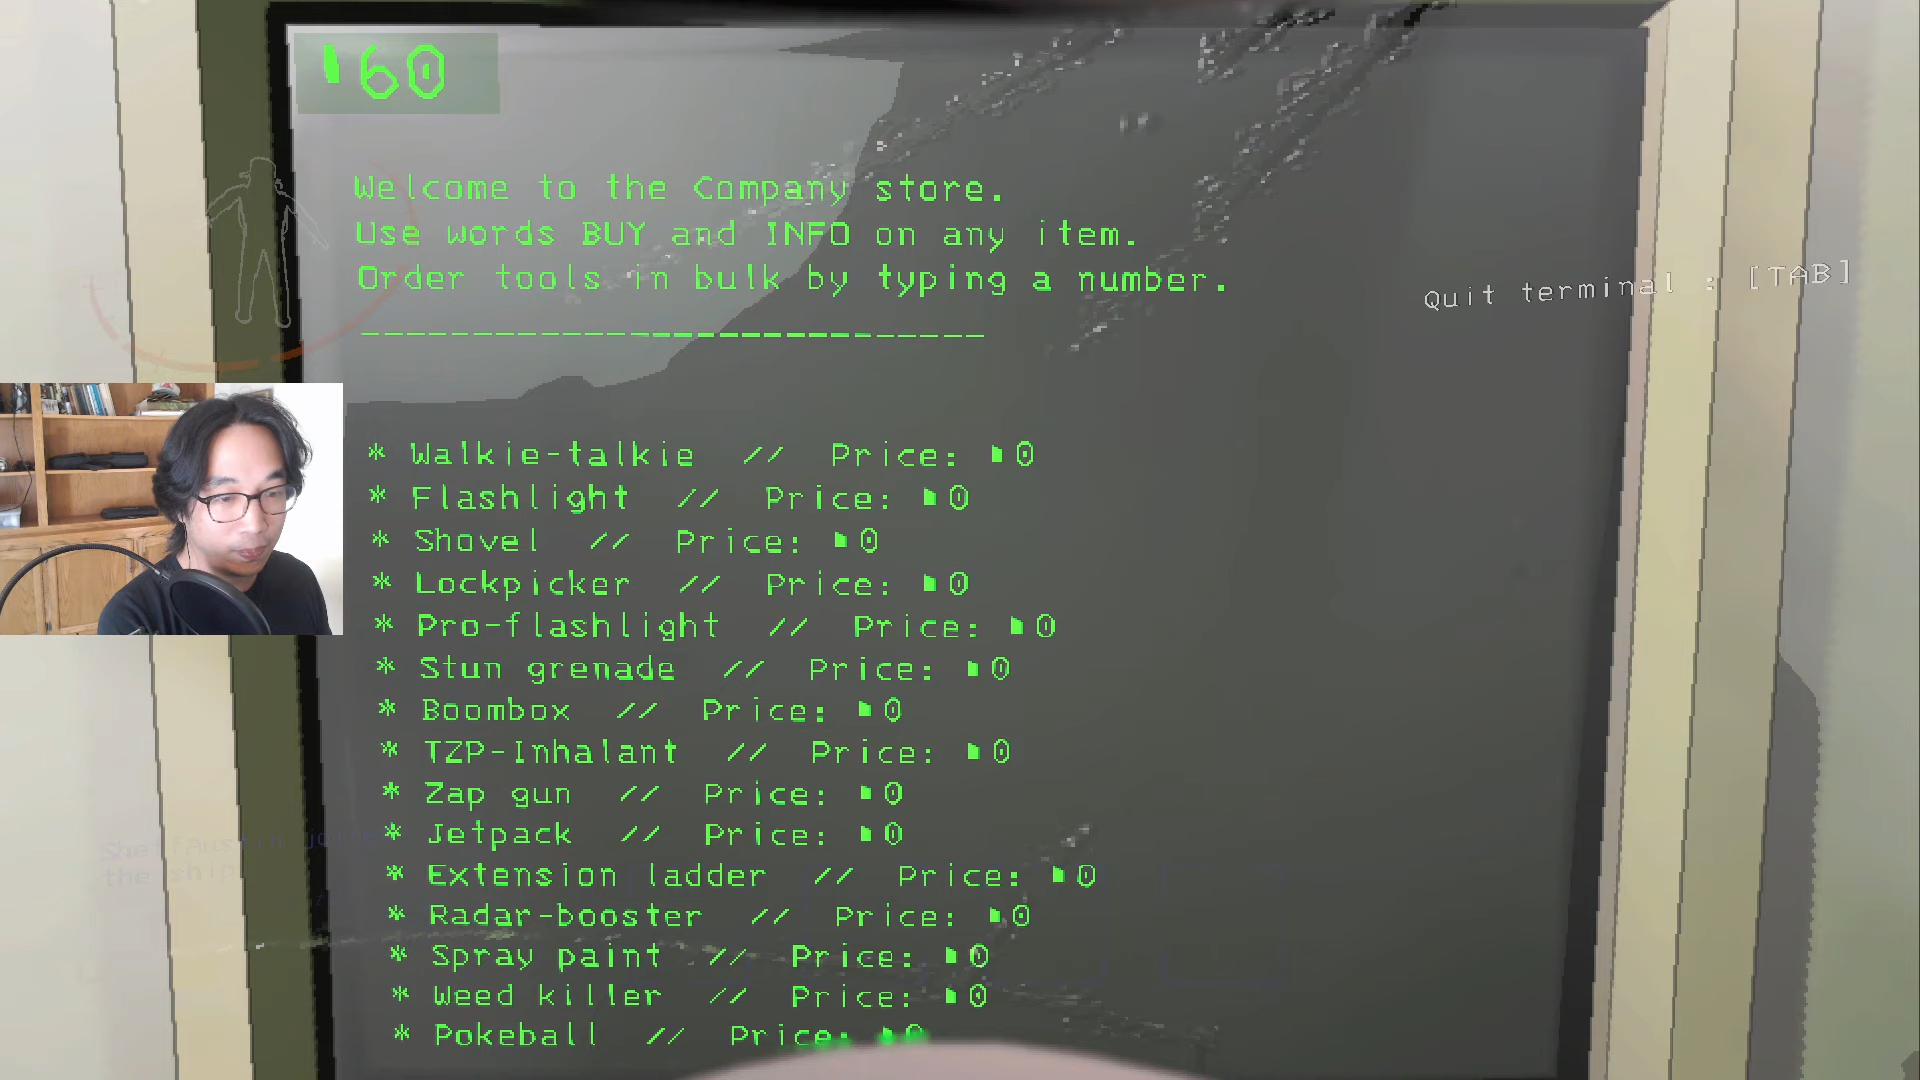 60
Welcome to the Company store.
Use words BUY and INFO on any item.
Order tools in bulk by typing a number.
----------------------------
Quit terminal : [TAB]
* Walkie-talkie // Price: 0
* Flashlight // Price: 0
* Shovel // Price: 0
* Lockpicker // Price: 0
* Pro-flashlight // Price: 0
* Stun grenade // Price: 0
* Boombox // Price: 0
* TZP-Inhalant // Price: 0
* Zap gun // Price: 0
* Jetpack // Price: 0
* Extension ladder // Price: 0
* Radar-booster // Price: 0
* Spray paint // Price: 0
* Weed killer // Price: 0
* Pokeball // Price: 0
the ship